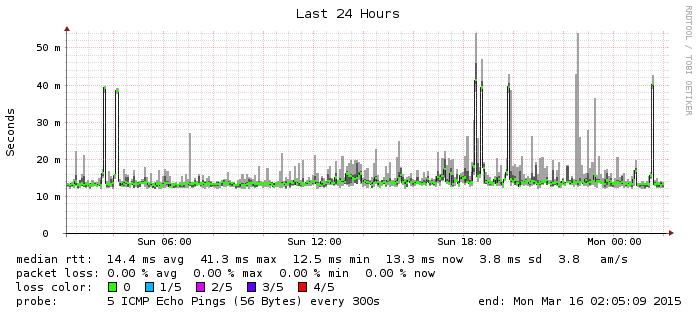 Last 24 Hours
RRDTOOL / TOBI OETIKER
Seconds
50 m
40 m
30 m
20 m
10 m
0
Sun 06:00 Sun 12:00 Sun 18:00 Mon 00:00
median rtt: 14.4 ms avg 41.3 ms max 12.5 ms min 13.3 ms now 3.8 ms sd 3.8 am/s
packet loss: 0.00 % avg 0.00 % max 0.00 % min 0.00 % now
loss color: 0 1/5 2/5 3/5 4/5
probe: 5 ICMP Echo Pings (56 Bytes) every 300s end: Mon Mar 16 02:05:09 2015